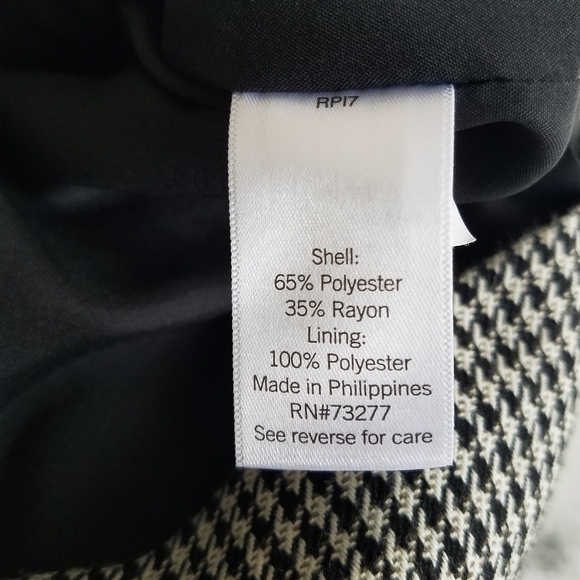 RPI7
Shell:
65% Polyester
35% Rayon
Lining:
100% Polyester
Made in Philippines
RN#73277
See reverse for care